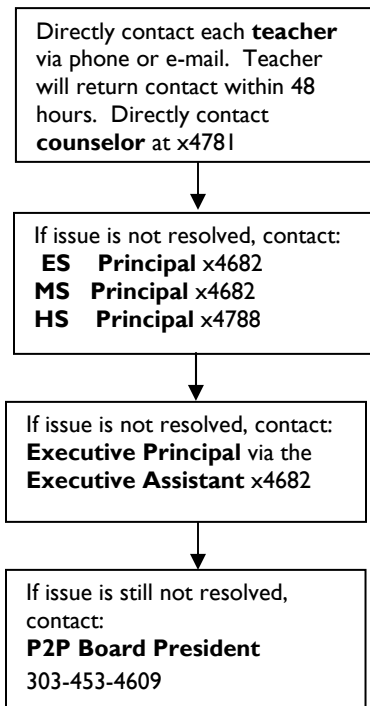 Directly contact each teacher
via phone or e-mail. Teacher
will return contact within 48
hours. Directly contact
counselor at x4781
If issue is not resolved, contact:
ES Principal x4682
MS Principal x4682
HS Principal x4788
If issue is not resolved, contact:
Executive Principal via the
Executive Assistant x4682
If issue is still not resolved,
contact:
P2P Board President
303-453-4609